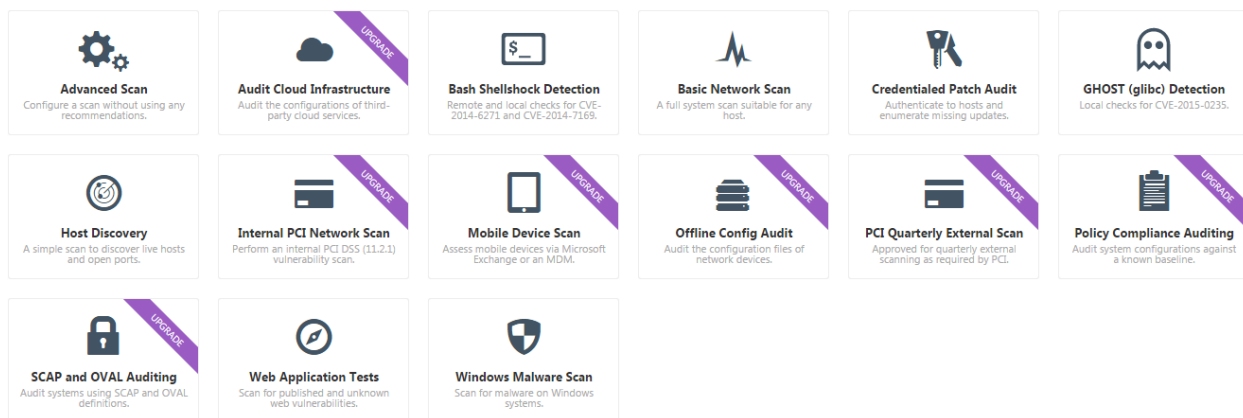 UPGRADE
$_
Advanced Scan
Configure a scan without using any
recommendations.
Audit Cloud Infrastructure
Audit the configurations of third-
party cloud services.
Bash Shellshock Detection
Remote and local checks for CVE-
2014-6271 and CVE-2014-7169.
Basic Network Scan
A full system scan suitable for any
host.
Credentialed Patch Audit
Authenticate to hosts and
enumerate missing updates.
GHOST (glibc) Detection
Local checks for CVE-2015-0235.
UPGRADE
UPGRADE
UPGRADE
UPGRADE
UPGRADE
Host Discovery
A simple scan to discover live hosts
and open ports.
Internal PCI Network Scan
Perform an internal PCI DSS (11.2.1)
vulnerability scan.
Mobile Device Scan
Assess mobile devices via Microsoft
Exchange or an MDM.
Offline Config Audit
Audit the configuration files of
network devices.
PCI Quarterly External Scan
Approved for quarterly external
scanning as required by PCI.
Policy Compliance Auditing
Audit system configurations against
a known baseline.
UPGRADE
SCAP and OVAL Auditing
Audit systems using SCAP and OVAL
definitions.
Web Application Tests
Scan for published and unknown
web vulnerabilities.
Windows Malware Scan
Scan for malware on Windows
systems.